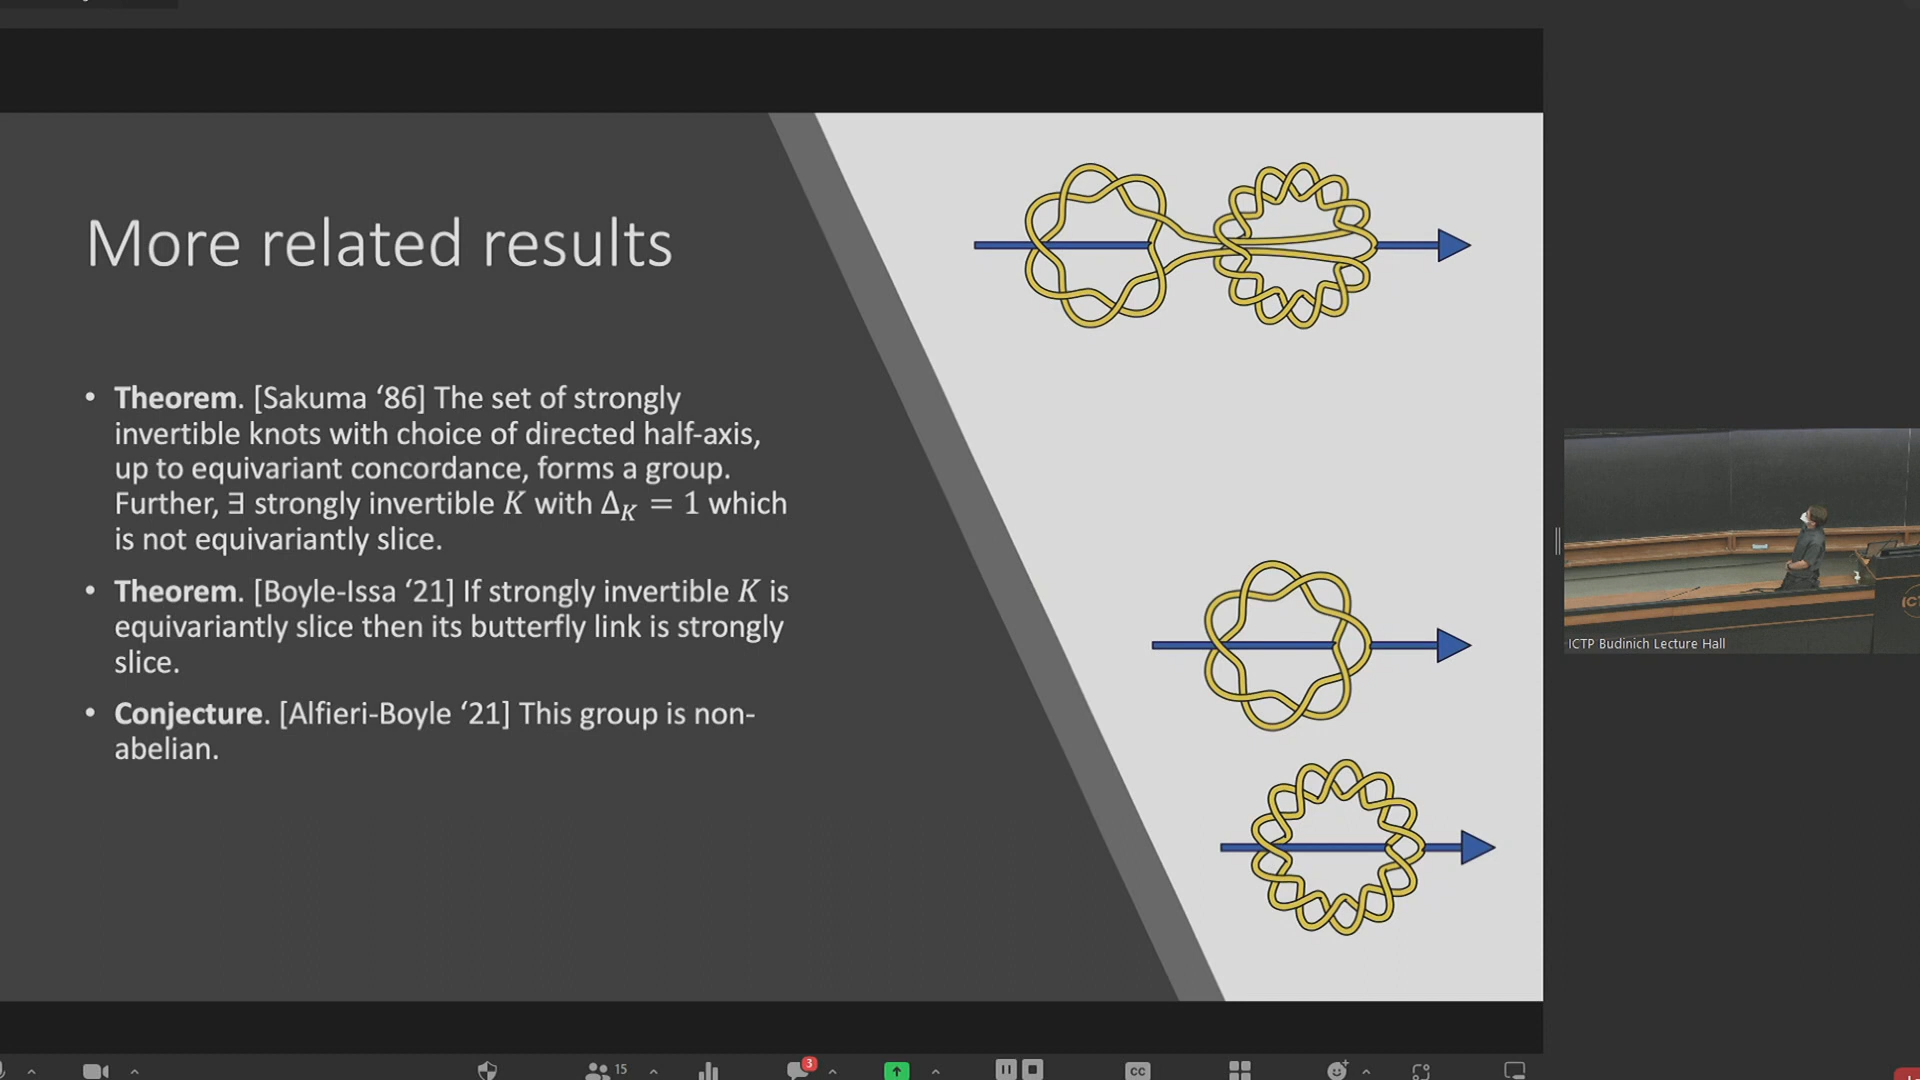 More related results
• Theorem. [Sakuma ‘86] The set of strongly
invertible knots with choice of directed half-axis,
up to equivariant concordance, forms a group.
Further, ∃ strongly invertible K with Δ_K = 1 which
is not equivariantly slice.
• Theorem. [Boyle-Issa ‘21] If strongly invertible K is
equivariantly slice then its butterfly link is strongly
slice.
• Conjecture. [Alfieri-Boyle ‘21] This group is non-
abelian.
ICTP Budinich Lecture Hall
15
3
CC